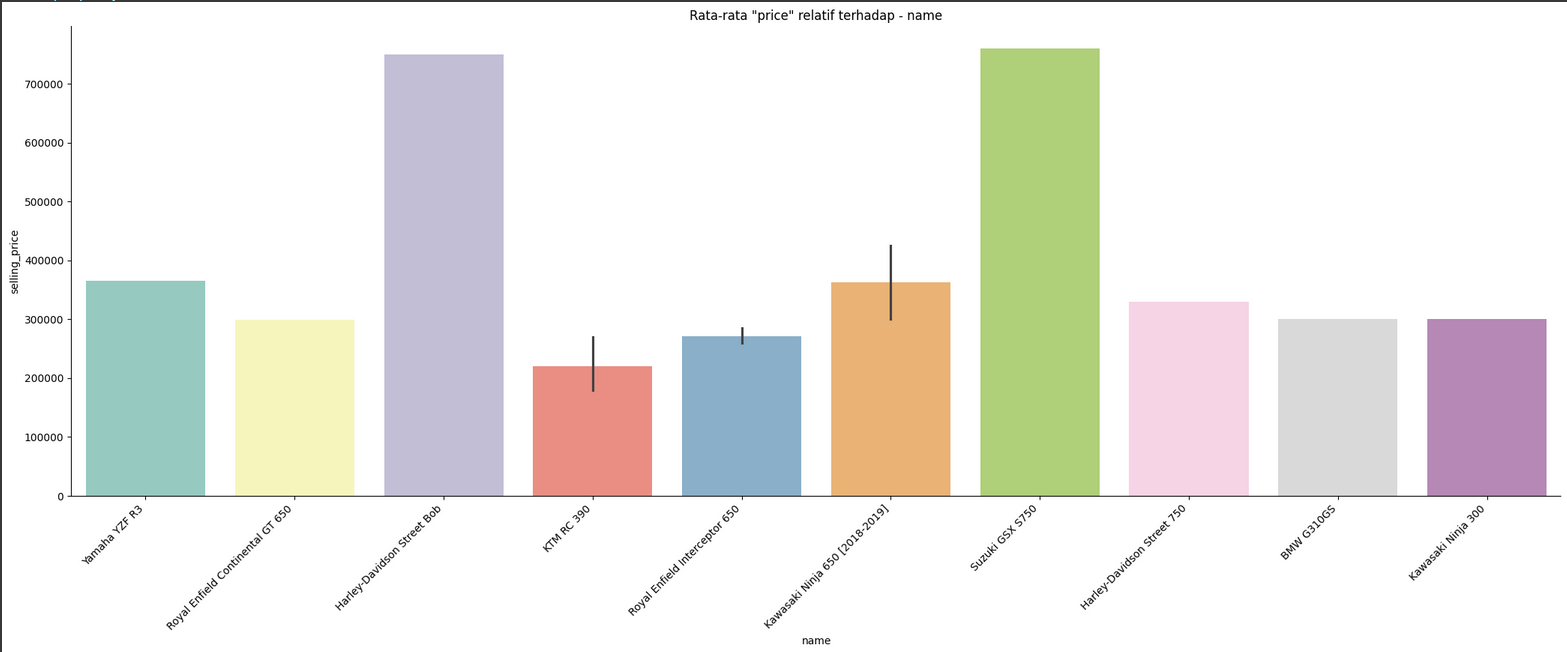 Rata-rata "price" relatif terhadap - name
selling_price
700000
600000
500000
400000
300000
200000
100000
0
Yamaha YZF R3
Royal Enfield Continental GT 650
Harley-Davidson Street Bob
KTM RC 390
Royal Enfield Interceptor 650
Kawasaki Ninja 650 [2018-2019]
Suzuki GSX S750
Harley-Davidson Street 750
BMW G310GS
Kawasaki Ninja 300
name